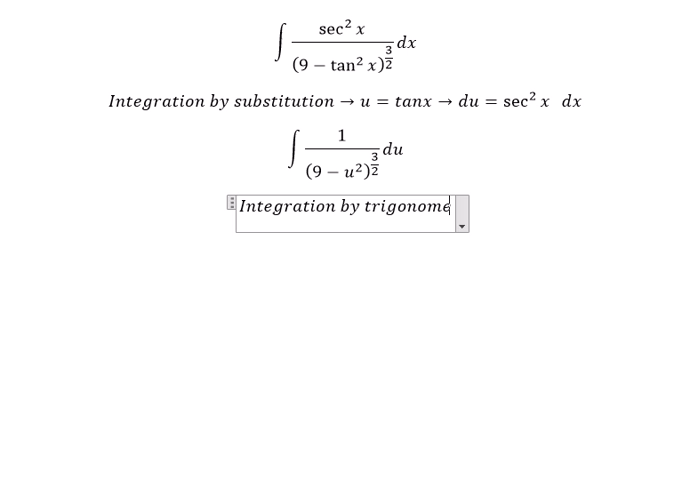 ∫ sec² x / (9 − tan² x)^(3/2) dx
Integration by substitution → u = tanx → du = sec² x dx
∫ 1 / (9 − u²)^(3/2) du
Integration by trigonome